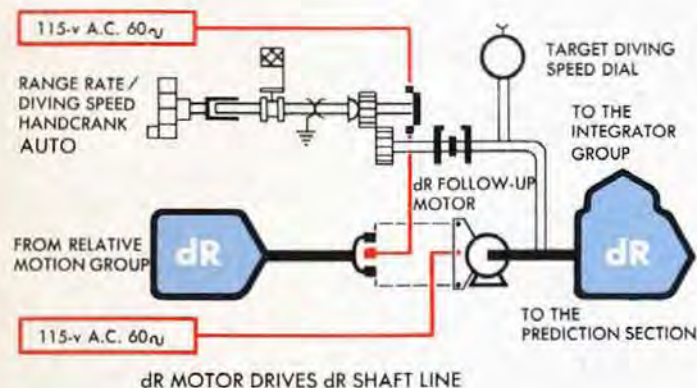 115-v A.C. 60∿
RANGE RATE/
DIVING SPEED
HANDCRANK
AUTO
TARGET DIVING
SPEED DIAL
TO THE
INTEGRATOR
GROUP
dR FOLLOW-UP
MOTOR
FROM RELATIVE
MOTION GROUP
dR
dR
115-v A.C. 60∿
TO THE
PREDICTION SECTION
dR MOTOR DRIVES dR SHAFT LINE